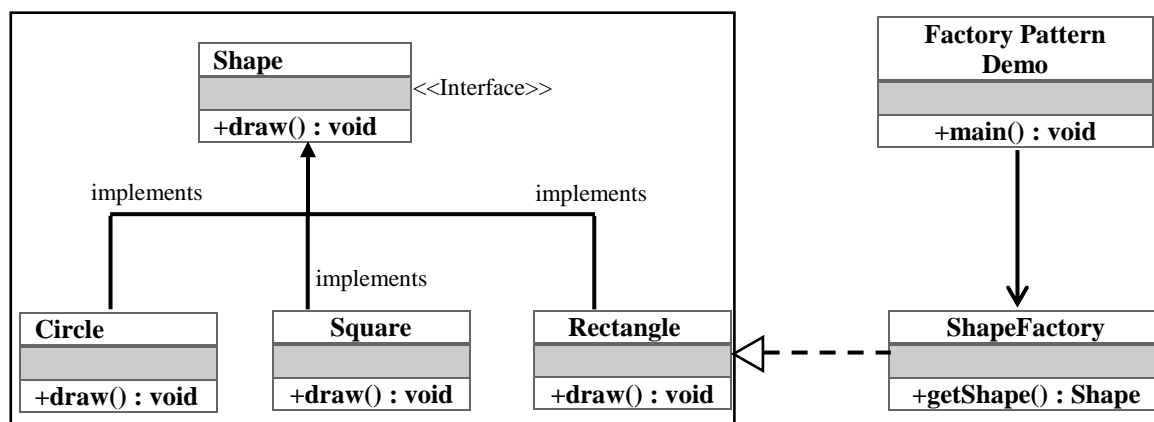 Shape
<<Interface>>
+draw() : void
implements
implements
implements
Circle
+draw() : void
Square
+draw() : void
Rectangle
+draw() : void
Factory Pattern
Demo
+main() : void
ShapeFactory
+getShape() : Shape